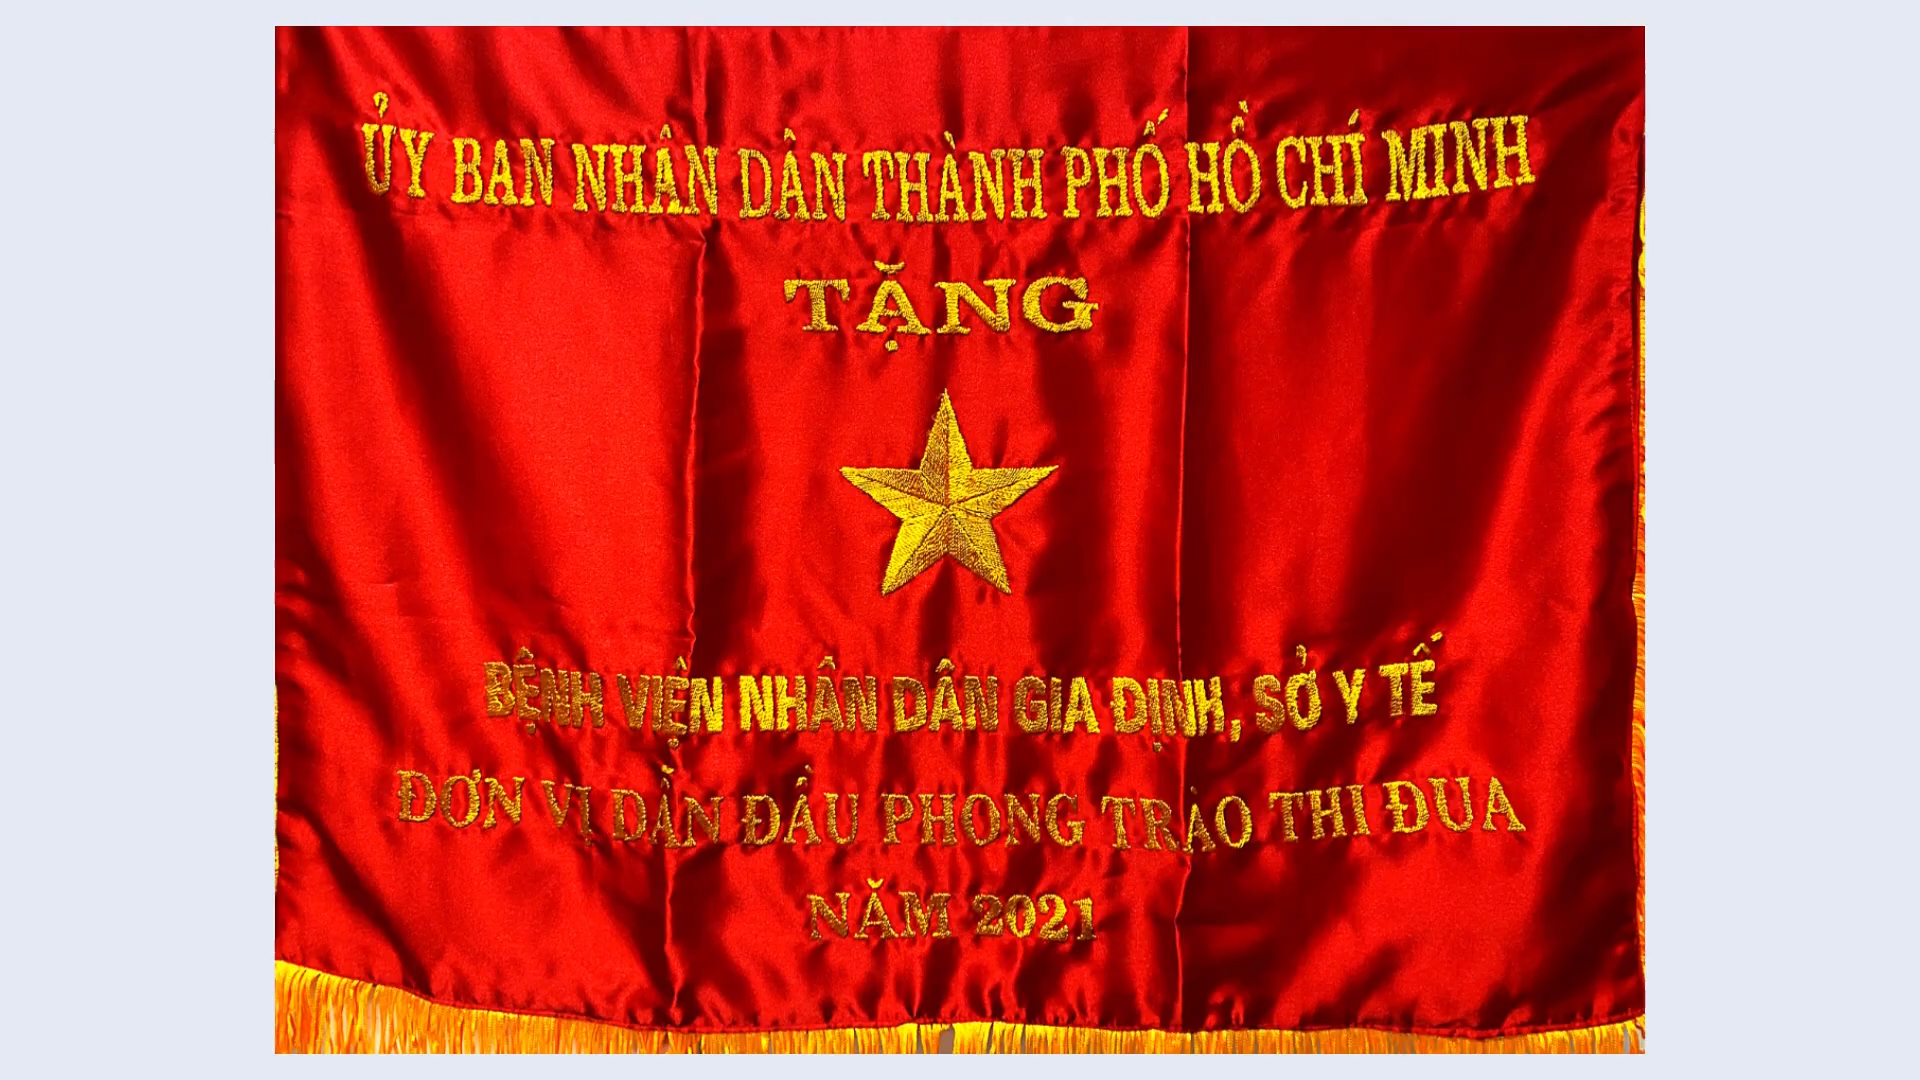 ỦY BAN NHÂN DÂN THÀNH PHỐ HỒ CHÍ MINH
TẶNG
BỆNH VIỆN NHÂN DÂN GIA ĐỊNH, SỞ Y TẾ
ĐƠN VỊ DẪN ĐẦU PHONG TRÀO THI ĐUA
NĂM 2021